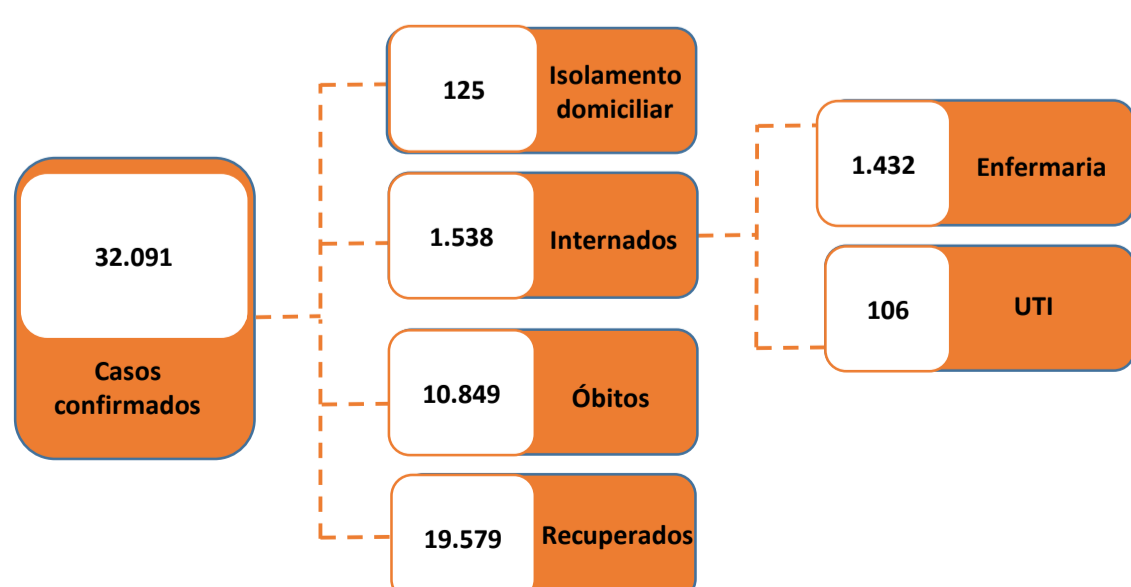 32.091
Casos
confirmados
125
Isolamento
domiciliar
1.538
Internados
10.849
Óbitos
19.579
Recuperados
1.432
Enfermaria
106
UTI